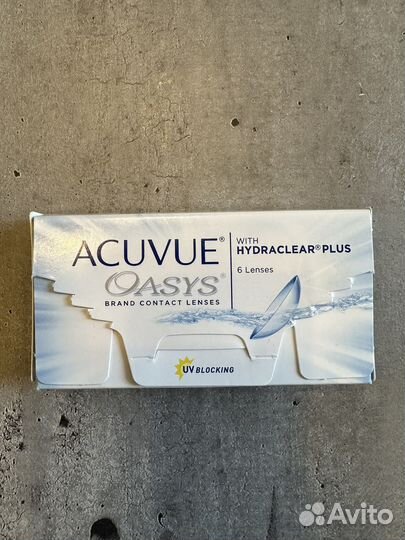 ACUVUE®
OASYS®
BRAND CONTACT LENSES
WITH
HYDRACLEAR® PLUS
6 Lenses
UV BLOCKING
Avito